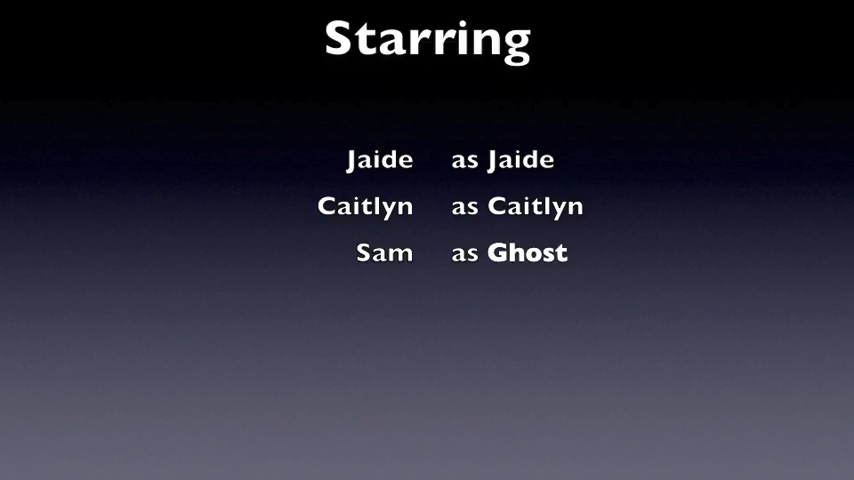 Starring
Jaide as Jaide
Caitlyn as Caitlyn
Sam as Ghost